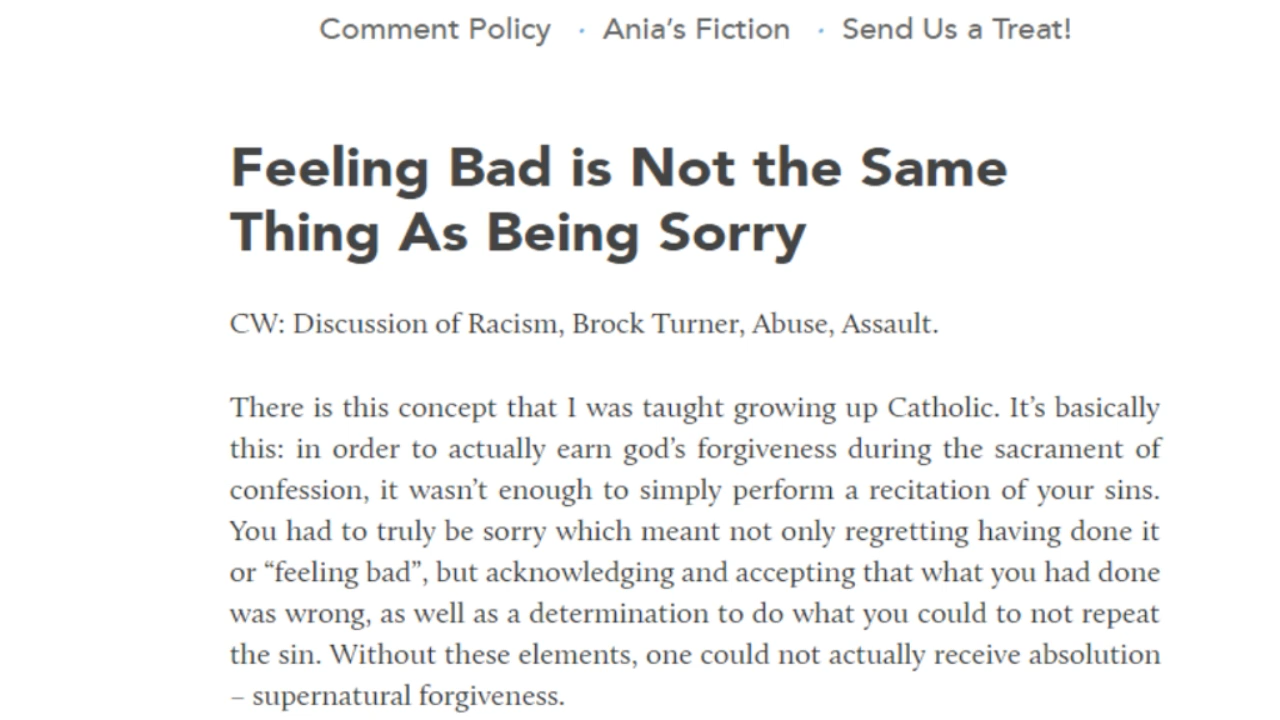 Comment Policy · Ania's Fiction · Send Us a Treat!
Feeling Bad is Not the Same
Thing As Being Sorry
CW: Discussion of Racism, Brock Turner, Abuse, Assault.
There is this concept that I was taught growing up Catholic. It's basically
this: in order to actually earn god's forgiveness during the sacrament of
confession, it wasn't enough to simply perform a recitation of your sins.
You had to truly be sorry which meant not only regretting having done it
or “feeling bad”, but acknowledging and accepting that what you had done
was wrong, as well as a determination to do what you could to not repeat
the sin. Without these elements, one could not actually receive absolution
– supernatural forgiveness.